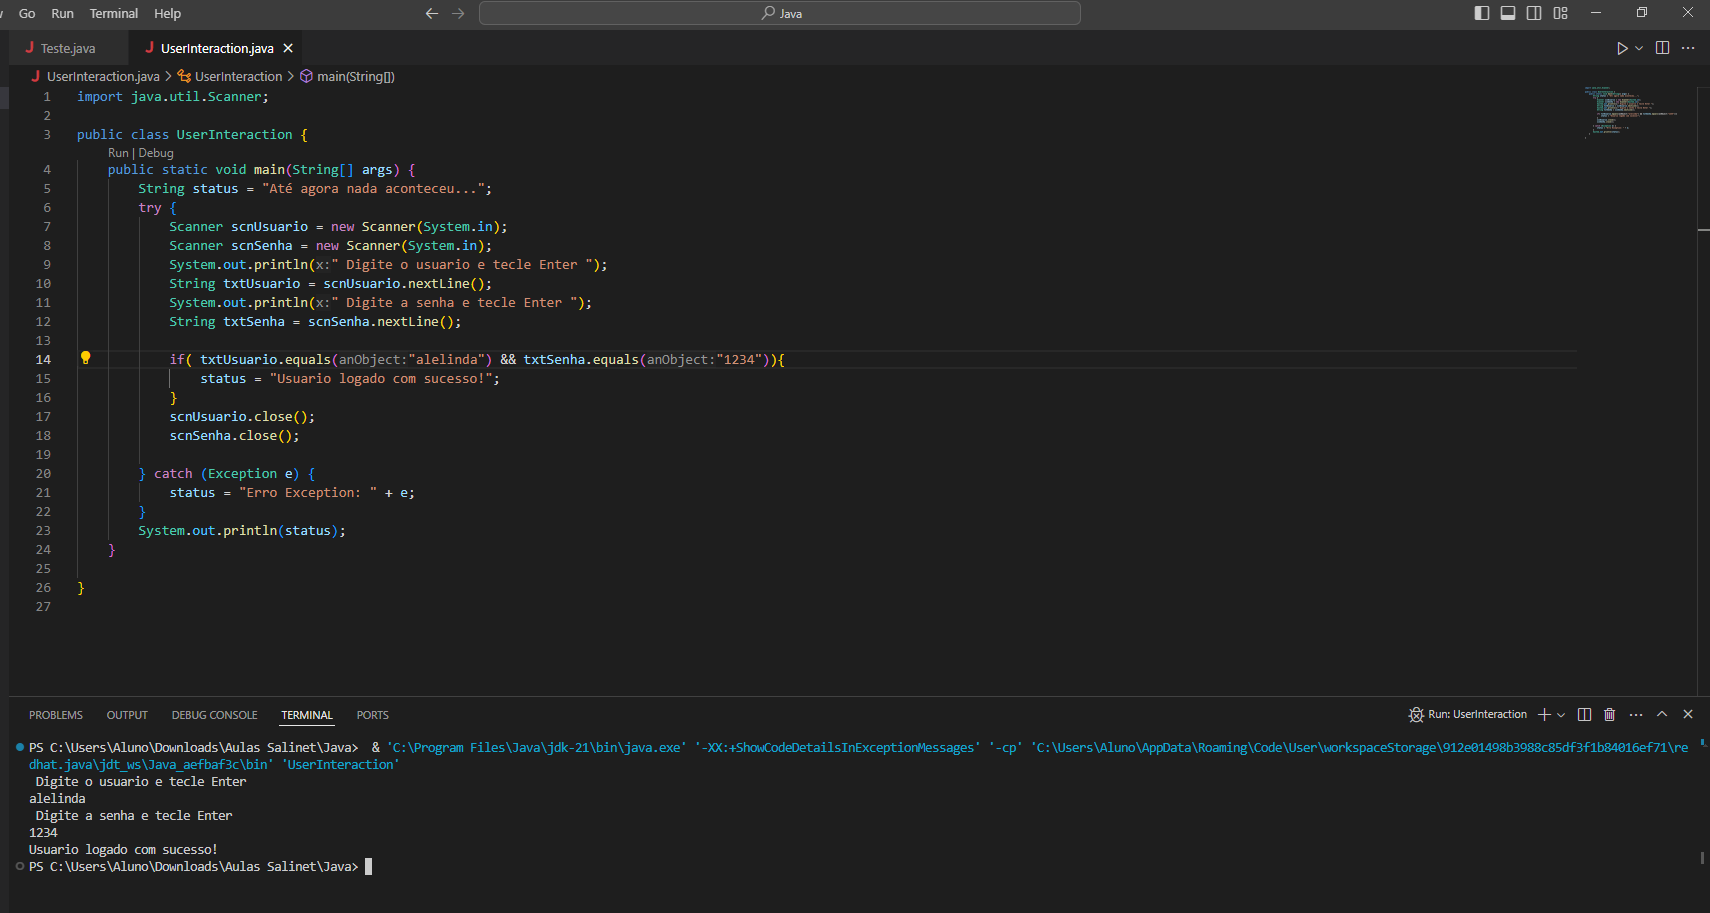 Go Run Terminal Help Java
Teste.java UserInteraction.java
UserInteraction.java UserInteraction main(String[])
1 import java.util.Scanner;
2
3 public class UserInteraction {
Run | Debug
4 public static void main(String[] args) {
5 String status = "Até agora nada aconteceu...";
6 try {
7 Scanner scnUsuario = new Scanner(System.in);
8 Scanner scnSenha = new Scanner(System.in);
9 System.out.println(x:" Digite o usuario e tecle Enter ");
10 String txtUsuario = scnUsuario.nextLine();
11 System.out.println(x:" Digite a senha e tecle Enter ");
12 String txtSenha = scnSenha.nextLine();
13
14 if( txtUsuario.equals(anObject:"alelinda") && txtSenha.equals(anObject:"1234")){
15 status = "Usuario logado com sucesso!";
16 }
17 scnUsuario.close();
18 scnSenha.close();
19
20 } catch (Exception e) {
21 status = "Erro Exception: " + e;
22 }
23 System.out.println(status);
24 }
25
26 }
27
PROBLEMS OUTPUT DEBUG CONSOLE TERMINAL PORTS Run: UserInteraction
PS C:\Users\Aluno\Downloads\Aulas Salinet\Java> & 'C:\Program Files\Java\jdk-21\bin\java.exe' '-XX:+ShowCodeDetailsInExceptionMessages' '-cp' 'C:\Users\Aluno\AppData\Roaming\Code\User\workspaceStorage\912e01498b3988c85df3f1b84016ef71\re
dhat.java\jdt_ws\Java_aefbaf3c\bin' 'UserInteraction'
Digite o usuario e tecle Enter
alelinda
Digite a senha e tecle Enter
1234
Usuario logado com sucesso!
PS C:\Users\Aluno\Downloads\Aulas Salinet\Java>